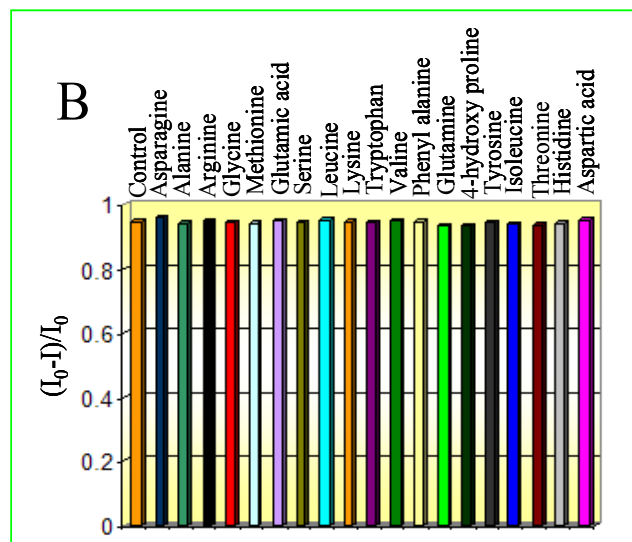 B
Control
Asparagine
Alanine
Arginine
Glycine
Methionine
Glutamic acid
Serine
Leucine
Lysine
Tryptophan
Valine
Phenyl alanine
Glutamine
4-hydroxy proline
Tyrosine
Isoleucine
Threonine
Histidine
Aspartic acid
(I0-I)/I0
1
0.8
0.6
0.4
0.2
0